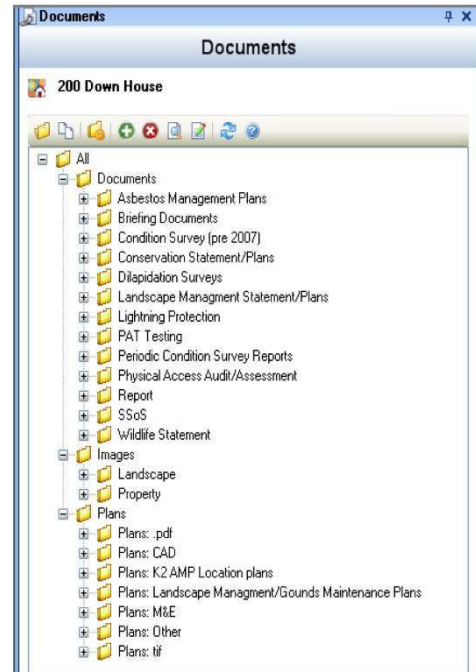 Documents
Documents
200 Down House
All
Documents
Asbestos Management Plans
Briefing Documents
Condition Survey (pre 2007)
Conservation Statement/Plans
Dilapidation Surveys
Landscape Managment Statement/Plans
Lightning Protection
PAT Testing
Periodic Condition Survey Reports
Physical Access Audit/Assessment
Report
SSoS
Wildlife Statement
Images
Landscape
Property
Plans
Plans: .pdf
Plans: CAD
Plans: K2 AMP Location plans
Plans: Landscape Managment/Gounds Maintenance Plans
Plans: M&E
Plans: Other
Plans: tif